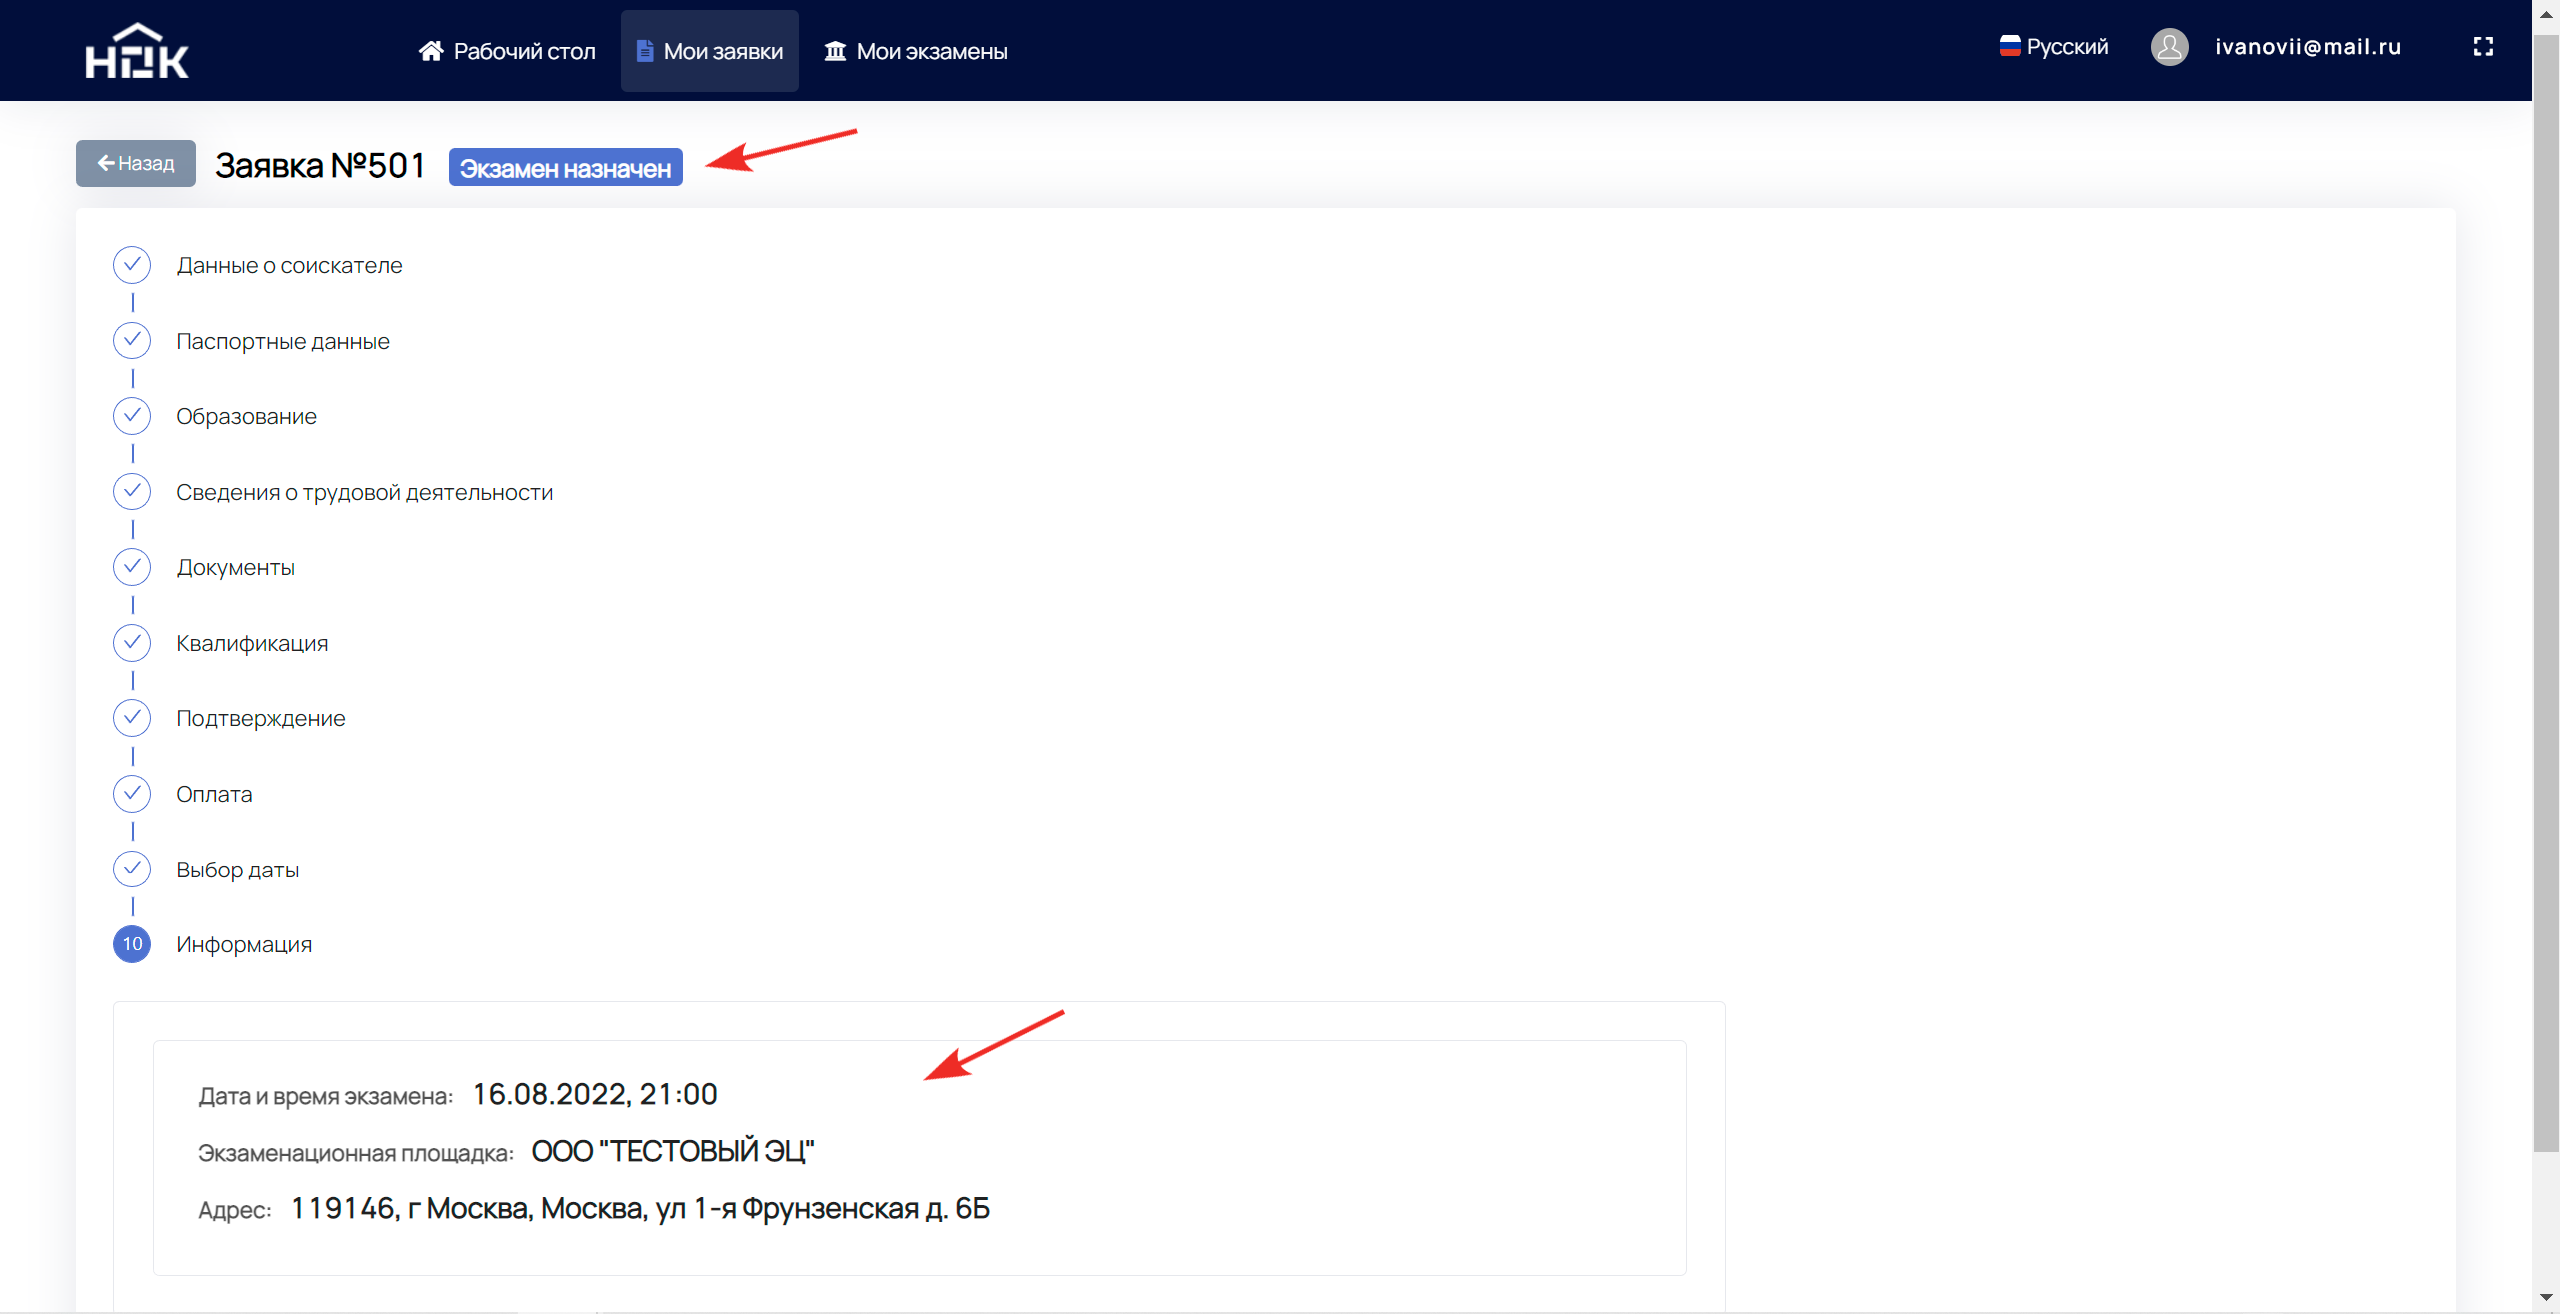 НОК
Рабочий стол
Мои заявки
Мои экзамены
Русский
ivanovii@mail.ru
Назад
Заявка №501
Экзамен назначен
Данные о соискателе
Паспортные данные
Образование
Сведения о трудовой деятельности
Документы
Квалификация
Подтверждение
Оплата
Выбор даты
10 Информация
Дата и время экзамена: 16.08.2022, 21:00
Экзаменационная площадка: ООО "ТЕСТОВЫЙ ЭЦ"
Адрес: 119146, г Москва, Москва, ул 1-я Фрунзенская д. 6Б